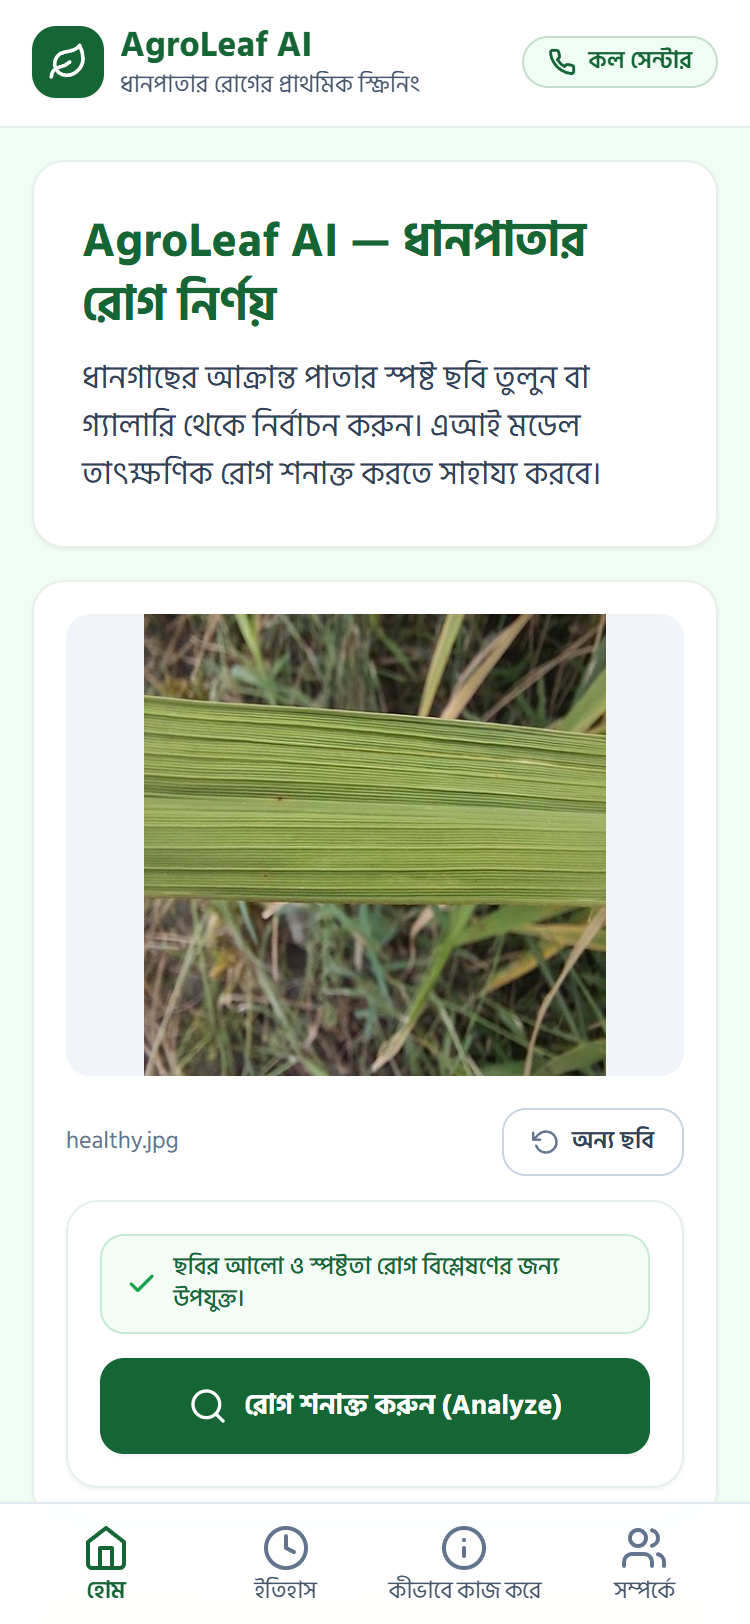 AgroLeaf AI
ধানপাতার রোগের প্রাথমিক স্ক্রিনিং
কল সেন্টার
AgroLeaf AI — ধানপাতার
রোগ নির্ণয়
ধানগাছের আক্রান্ত পাতার স্পষ্ট ছবি তুলুন বা
গ্যালারি থেকে নির্বাচন করুন। এআই মডেল
তাৎক্ষণিক রোগ শনাক্ত করতে সাহায্য করবে।
healthy.jpg
অন্য ছবি
ছবির আলো ও স্পষ্টতা রোগ বিশ্লেষণের জন্য
উপযুক্ত।
রোগ শনাক্ত করুন (Analyze)
হোম
ইতিহাস
কীভাবে কাজ করে
সম্পর্কে